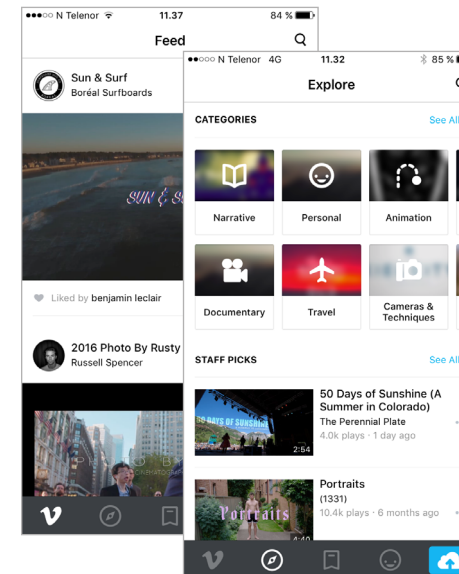 N Telenor
11.37
84 %
Feed
Sun & Surf
Boréal Surfboards
SUN & S
Liked by benjamin leclair
2016 Photo By Rusty
Russell Spencer
N Telenor 4G
11.32
85 %
Explore
CATEGORIES
See All
Narrative
Personal
Animation
Documentary
Travel
Cameras &
Techniques
STAFF PICKS
See All
50 DAYS OF SUNSHINE
2:54
50 Days of Sunshine (A
Summer in Colorado)
The Perennial Plate
4.0k plays · 1 day ago
Portraits
4:40
Portraits
(1331)
10.4k plays · 6 months ago